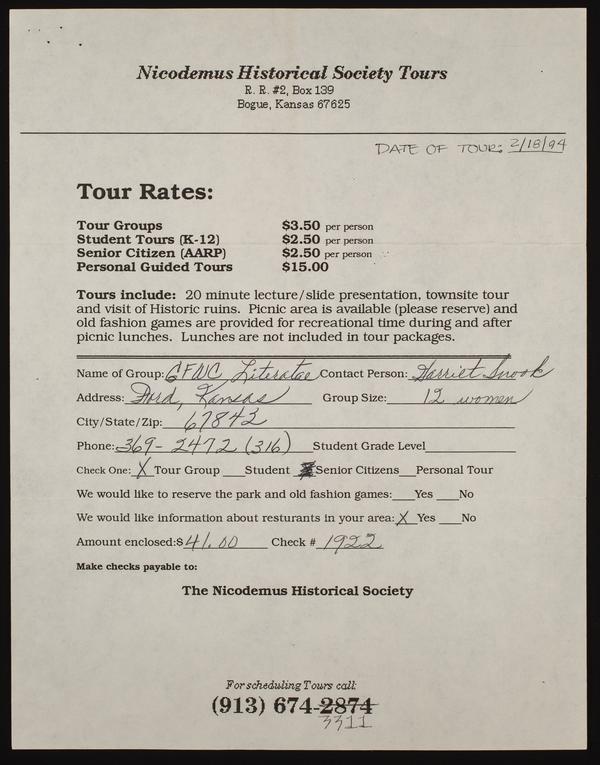 Nicodemus Historical Society Tours
R. R. #2, Box 139
Bogue, Kansas 67625
DATE OF TOUR: 2/18/94
Tour Rates:
Tour Groups $3.50 per person
Student Tours (K-12) $2.50 per person
Senior Citizen (AARP) $2.50 per person
Personal Guided Tours $15.00
Tours include: 20 minute lecture/slide presentation, townsite tour
and visit of Historic ruins. Picnic area is available (please reserve) and
old fashion games are provided for recreational time during and after
picnic lunches. Lunches are not included in tour packages.
Name of Group: GFWC Literatae Contact Person: Harriet Snook
Address: Ford, Kansas Group Size: 12 women
City/State/Zip: 67842
Phone: 369-2472 (316) Student Grade Level
Check One: X Tour Group Student Senior Citizens Personal Tour
We would like to reserve the park and old fashion games: Yes No
We would like information about resturants in your area: X Yes No
Amount enclosed:$ 41.00 Check # 1922
Make checks payable to:
The Nicodemus Historical Society
For scheduling Tours call:
(913) 674-2874
3311